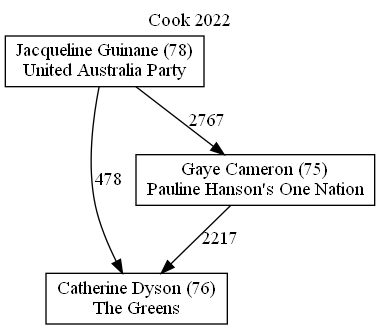 Cook 2022
Jacqueline Guinane (78)
United Australia Party
2767
Gaye Cameron (75)
Pauline Hanson's One Nation
478
2217
Catherine Dyson (76)
The Greens